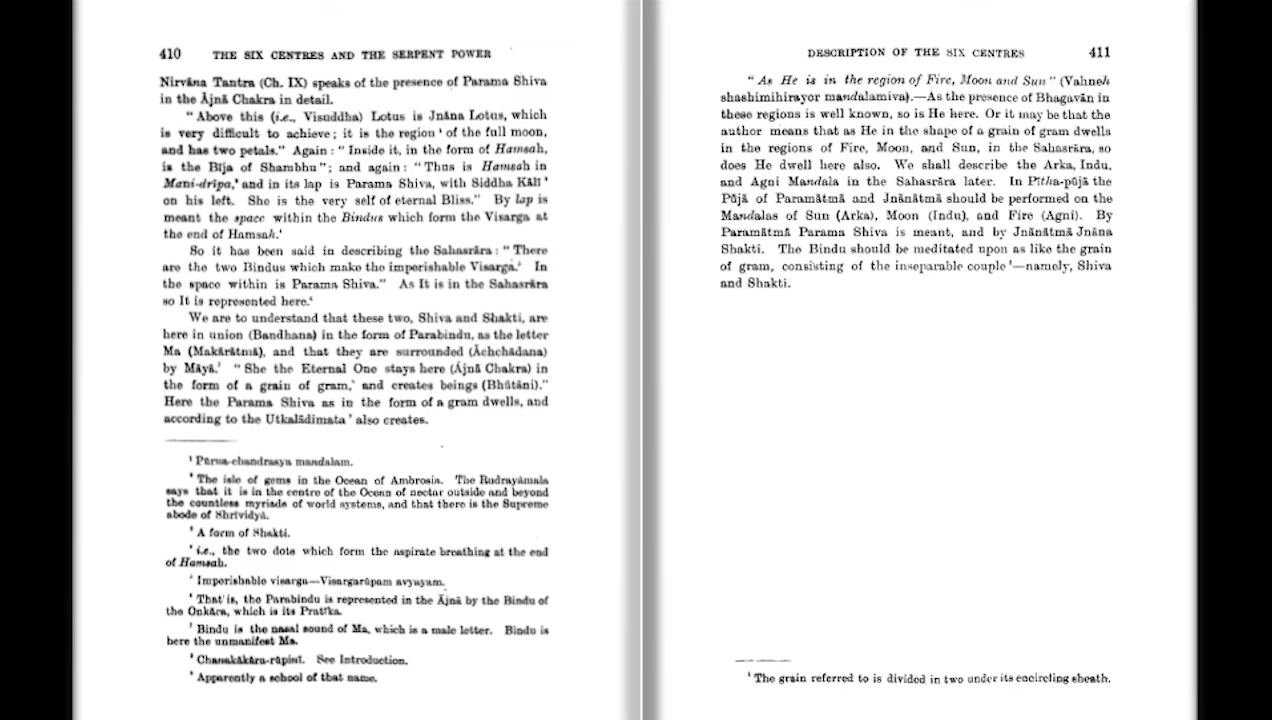 410 THE SIX CENTRES AND THE SERPENT POWER
Nirvāna Tantra (Ch. IX) speaks of the presence of Parama Shiva
in the Ājnā Chakra in detail.
" Above this (i.e., Visuddha) Lotus is Jnāna Lotus, which
is very difficult to achieve ; it is the region ¹ of the full moon,
and has two petals." Again : " Inside it, in the form of Hamsah,
is the Bīja of Shambhu " ; and again : " Thus is Hamsah in
Mani-drīpa,² and in its lap is Parama Shiva, with Siddha Kālī ³
on his left. She is the very self of eternal Bliss." By lap is
meant the space within the Bindus which form the Visarga at
the end of Hamsah.⁴
So it has been said in describing the Sahasrāra : " There
are the two Bindus which make the imperishable Visarga.⁵ In
the space within is Parama Shiva." As It is in the Sahasrāra
so It is represented here.⁶
We are to understand that these two, Shiva and Shakti, are
here in union (Bandhana) in the form of Parabindu, as the letter
Ma (Makārātmā), and that they are surrounded (Āchchādana)
by Māyā.⁷ " She the Eternal One stays here (Ājnā Chakra) in
the form of a grain of gram,⁸ and creates beings (Bhūtāni)."
Here the Parama Shiva as in the form of a gram dwells, and
according to the Utkalādimata ⁹ also creates.
¹ Pūrna-chandrasya mandalam.
² The isle of gems in the Ocean of Ambrosia. The Rudrayāmala
says that it is in the centre of the Ocean of nectar outside and beyond
the countless myriads of world systems, and that there is the Supreme
abode of Shrīvidyā.
³ A form of Shakti.
⁴ i.e., the two dots which form the aspirate breathing at the end
of Hamsah.
⁵ Imperishable visarga—Visargarūpam avyayam.
⁶ That is, the Parabindu is represented in the Ājnā by the Bindu of
the Onkāra, which is its Pratīka.
⁷ Bindu is the nasal sound of Ma, which is a male letter. Bindu is
here the unmanifest Ma.
⁸ Chanakākāra-rūpinī. See Introduction.
⁹ Apparently a school of that name.
DESCRIPTION OF THE SIX CENTRES 411
" As He is in the region of Fire, Moon and Sun " (Vahneh
shashimihirayor mandalamiva).—As the presence of Bhagavān in
these regions is well known, so is He here. Or it may be that the
author means that as He in the shape of a grain of gram dwells
in the regions of Fire, Moon, and Sun, in the Sahasrāra, so
does He dwell here also. We shall describe the Arka, Indu,
and Agni Mandala in the Sahasrāra later. In Pītha-pūjā the
Pūjā of Paramātmā and Jnānātmā should be performed on the
Mandalas of Sun (Arka), Moon (Indu), and Fire (Agni). By
Paramātmā Parama Shiva is meant, and by Jnānātmā Jnāna
Shakti. The Bindu should be meditated upon as like the grain
of gram, consisting of the inseparable couple ¹—namely, Shiva
and Shakti.
¹ The grain referred to is divided in two under its encircling sheath.